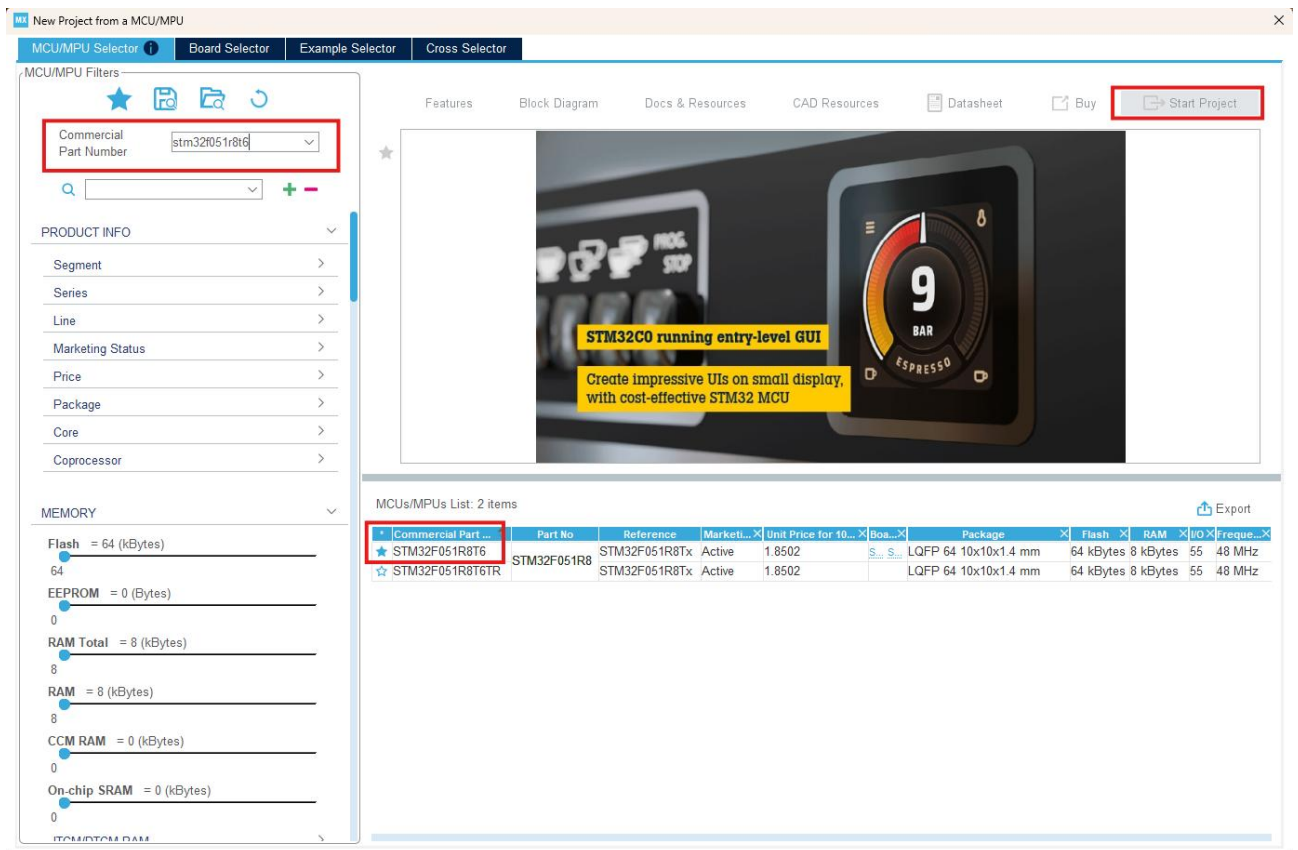 MX New Project from a MCU/MPU
MCU/MPU Selector Board Selector Example Selector Cross Selector
MCU/MPU Filters
Features Block Diagram Docs & Resources CAD Resources Datasheet Buy Start Project
Commercial
Part Number
stm32f051r8t6
PRODUCT INFO
Segment
Series
Line
Marketing Status
Price
Package
Core
Coprocessor
MEMORY
Flash = 64 (kBytes)
64
EEPROM = 0 (Bytes)
0
RAM Total = 8 (kBytes)
8
RAM = 8 (kBytes)
8
CCM RAM = 0 (kBytes)
0
On-chip SRAM = 0 (kBytes)
0
ITCM/DTCM RAM
PROG.
STOP
9
BAR
ESPRESSO
STM32C0 running entry-level GUI
Create impressive UIs on small display,
with cost-effective STM32 MCU
MCUs/MPUs List: 2 items
Export
* Commercial Part ... Part No Reference Marketi... X Unit Price for 10... X Boa... X Package X Flash X RAM X I/O X Freque... X
STM32F051R8T6 STM32F051R8 STM32F051R8Tx Active 1.8502 S... S... LQFP 64 10x10x1.4 mm 64 kBytes 8 kBytes 55 48 MHz
STM32F051R8T6TR STM32F051R8Tx Active 1.8502 LQFP 64 10x10x1.4 mm 64 kBytes 8 kBytes 55 48 MHz